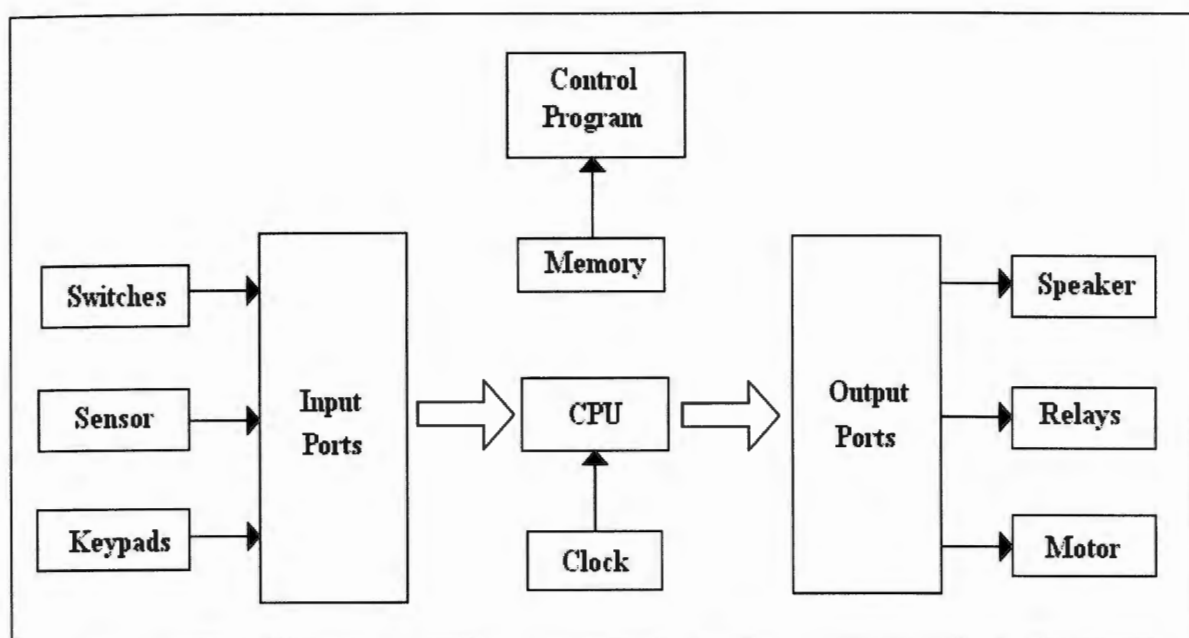 Control
Program
Memory
Switches
Sensor
Keypads
Input
Ports
CPU
Clock
Output
Ports
Speaker
Relays
Motor